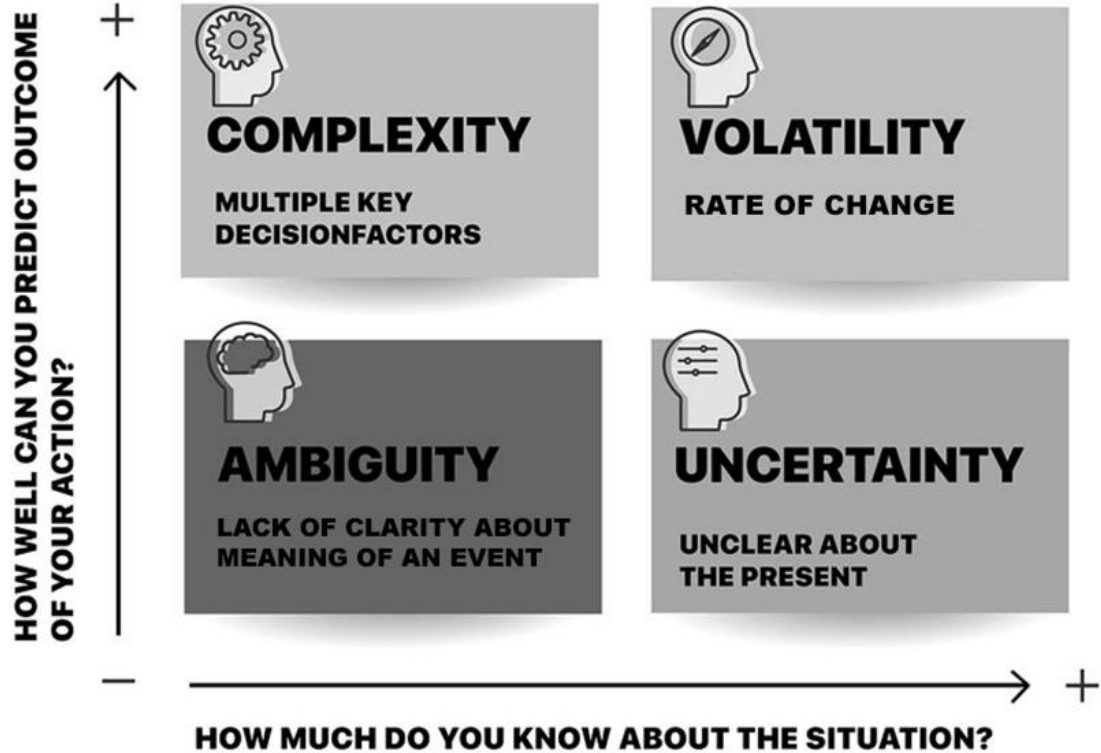 HOW WELL CAN YOU PREDICT OUTCOME
OF YOUR ACTION?
+
COMPLEXITY
MULTIPLE KEY
DECISIONFACTORS
VOLATILITY
RATE OF CHANGE
AMBIGUITY
LACK OF CLARITY ABOUT
MEANING OF AN EVENT
UNCERTAINTY
UNCLEAR ABOUT
THE PRESENT
−
+
HOW MUCH DO YOU KNOW ABOUT THE SITUATION?